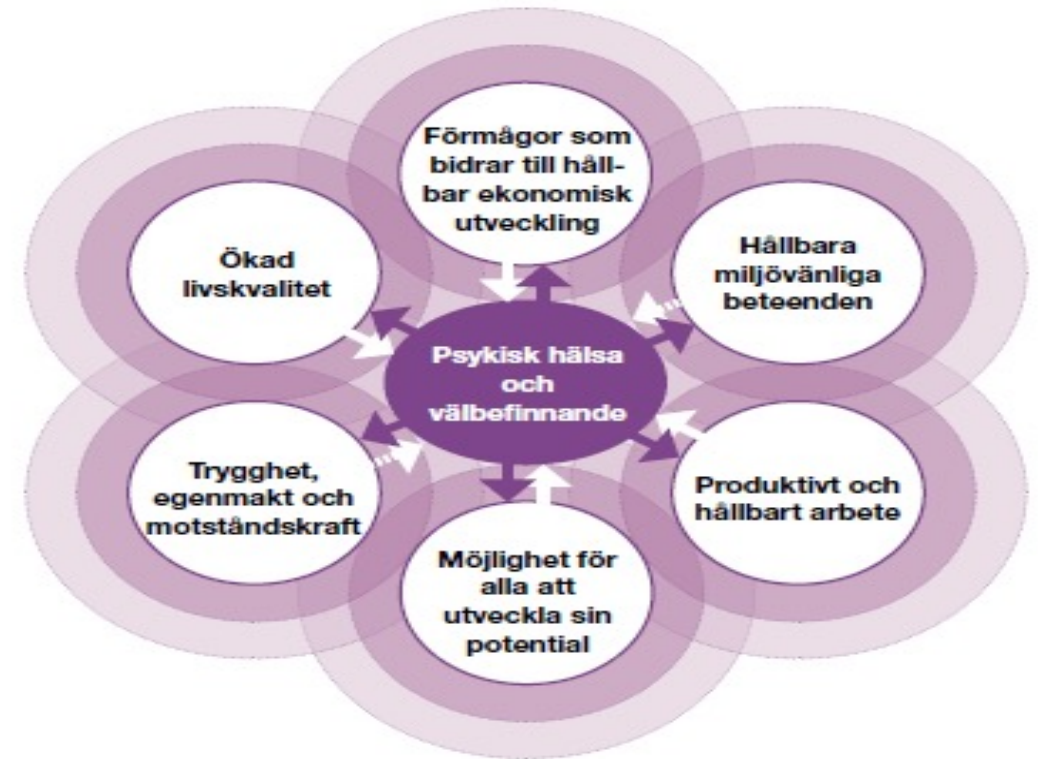 Förmågor som
bidrar till håll-
bar ekonomisk
utveckling
Ökad
livskvalitet
Hållbara
miljövänliga
beteenden
Psykisk hälsa
och
välbefinnande
Trygghet,
egenmakt och
motståndskraft
Produktivt och
hållbart arbete
Möjlighet för
alla att
utveckla sin
potential